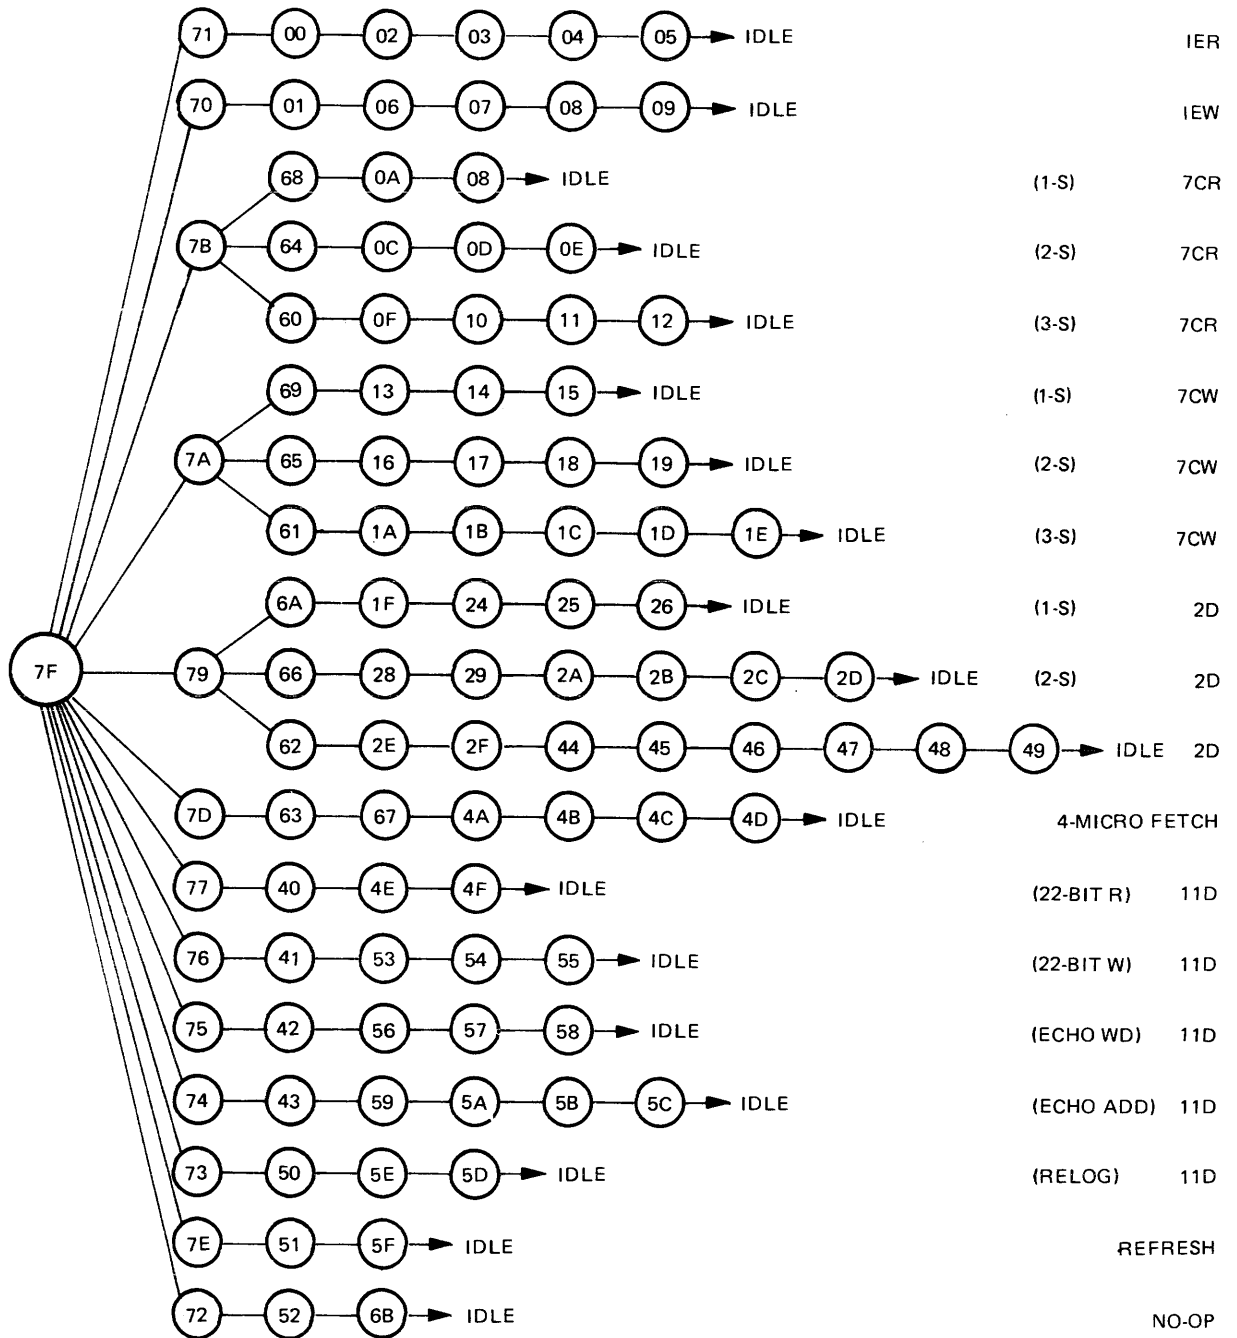 71 00 02 03 04 05 IDLE IER
70 01 06 07 08 09 IDLE IEW
68 0A 08 IDLE (1-S) 7CR
7B 64 0C 0D 0E IDLE (2-S) 7CR
60 0F 10 11 12 IDLE (3-S) 7CR
69 13 14 15 IDLE (1-S) 7CW
7A 65 16 17 18 19 IDLE (2-S) 7CW
61 1A 1B 1C 1D 1E IDLE (3-S) 7CW
6A 1F 24 25 26 IDLE (1-S) 2D
7F 79 66 28 29 2A 2B 2C 2D IDLE (2-S) 2D
62 2E 2F 44 45 46 47 48 49 IDLE 2D
7D 63 67 4A 4B 4C 4D IDLE 4-MICRO FETCH
77 40 4E 4F IDLE (22-BIT R) 11D
76 41 53 54 55 IDLE (22-BIT W) 11D
75 42 56 57 58 IDLE (ECHO WD) 11D
74 43 59 5A 5B 5C IDLE (ECHO ADD) 11D
73 50 5E 5D IDLE (RELOG) 11D
7E 51 5F IDLE REFRESH
72 52 6B IDLE NO-OP